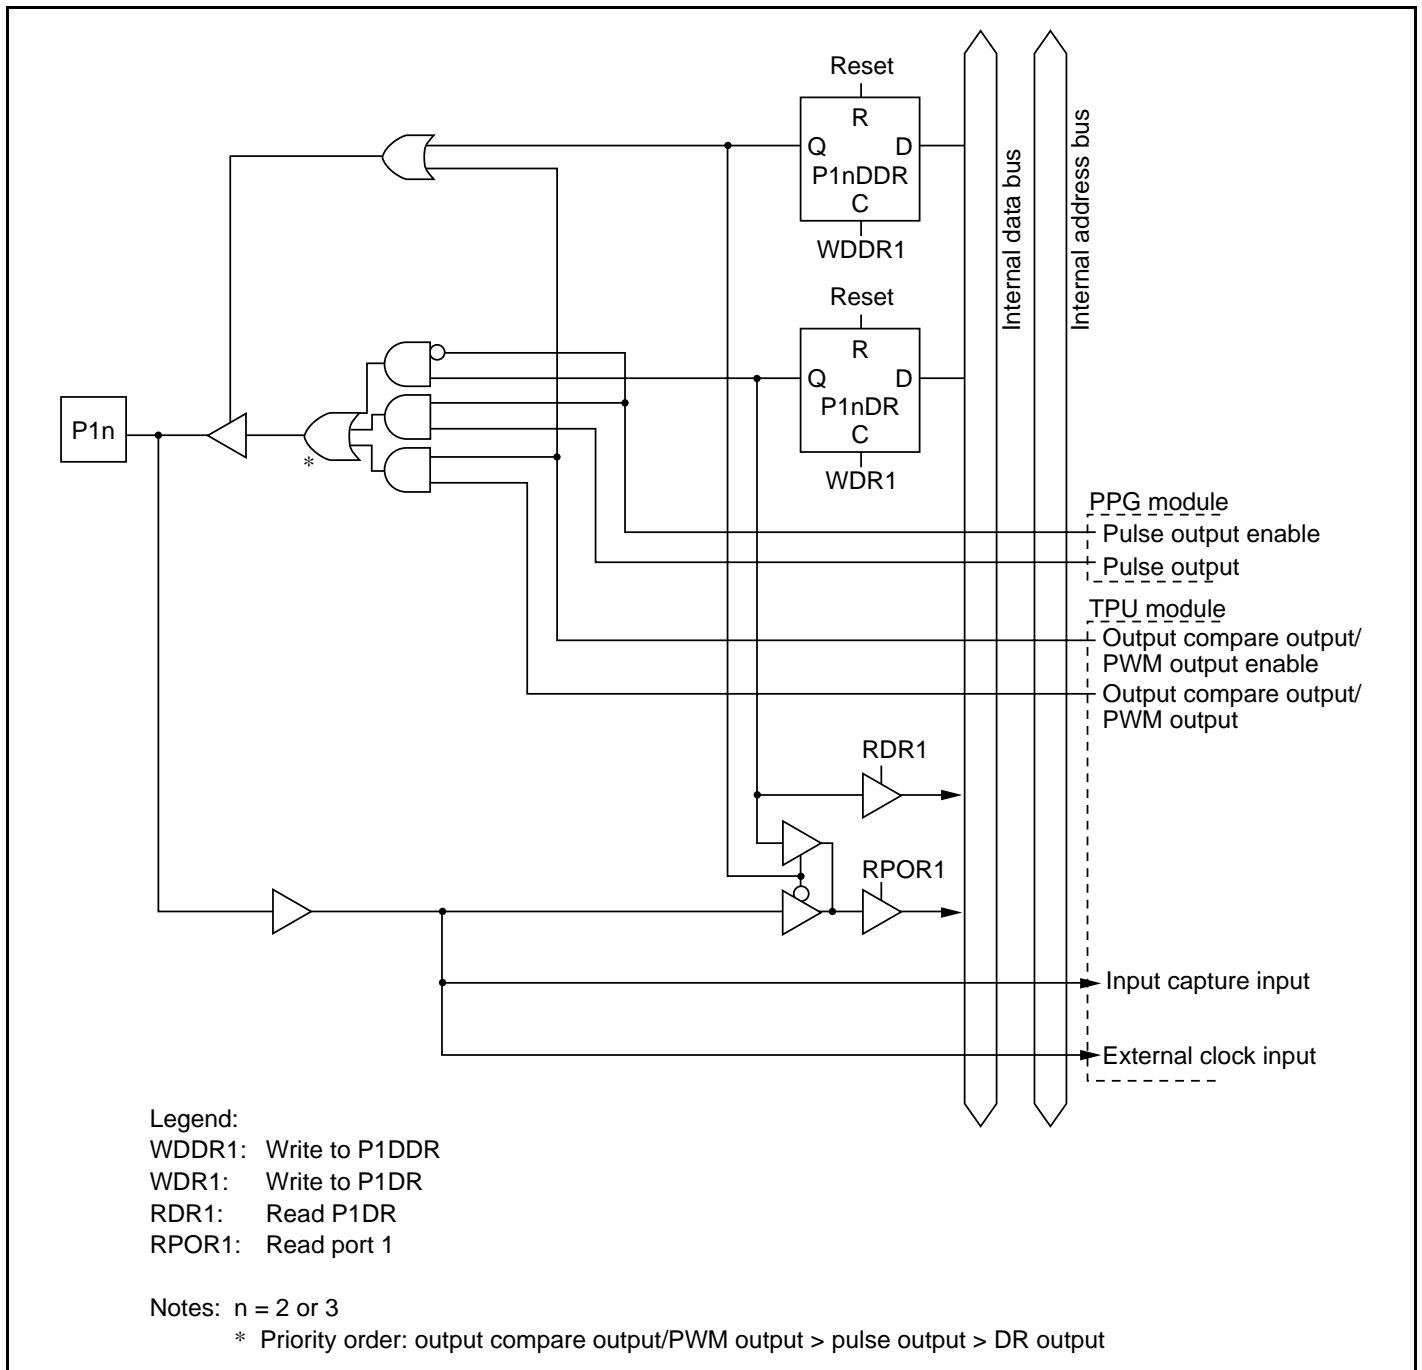 Reset
R
Q D
P1nDDR
C
WDDR1
Internal data bus
Internal address bus
Reset
R
Q D
P1nDR
C
WDR1
P1n
*
PPG module
Pulse output enable
Pulse output
TPU module
Output compare output/
PWM output enable
Output compare output/
PWM output
RDR1
RPOR1
Input capture input
External clock input
Legend:
WDDR1: Write to P1DDR
WDR1: Write to P1DR
RDR1: Read P1DR
RPOR1: Read port 1
Notes: n = 2 or 3
* Priority order: output compare output/PWM output > pulse output > DR output